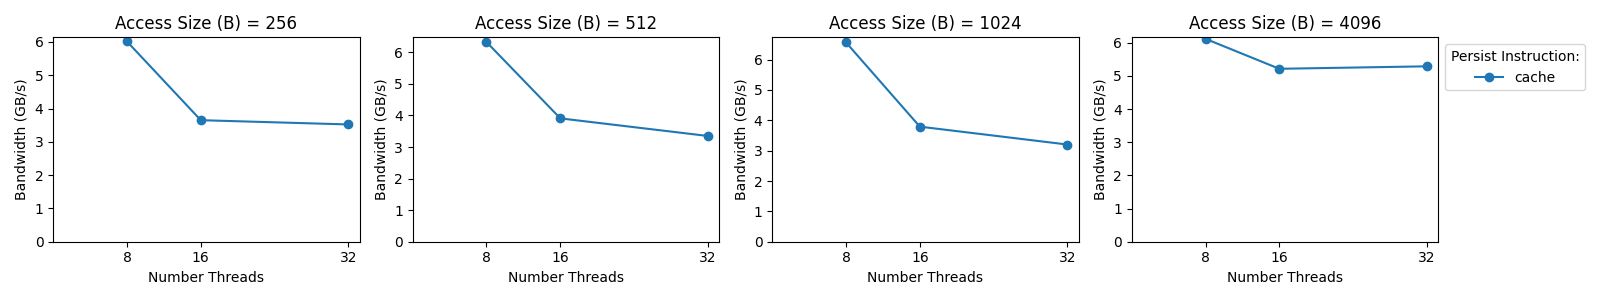 Access Size (B) = 256
Bandwidth (GB/s)
6
5
4
3
2
1
0
8 16 32
Number Threads
Access Size (B) = 512
Bandwidth (GB/s)
6
5
4
3
2
1
0
8 16 32
Number Threads
Access Size (B) = 1024
Bandwidth (GB/s)
6
5
4
3
2
1
0
8 16 32
Number Threads
Access Size (B) = 4096
Bandwidth (GB/s)
6
5
4
3
2
1
0
8 16 32
Number Threads
Persist Instruction:
cache